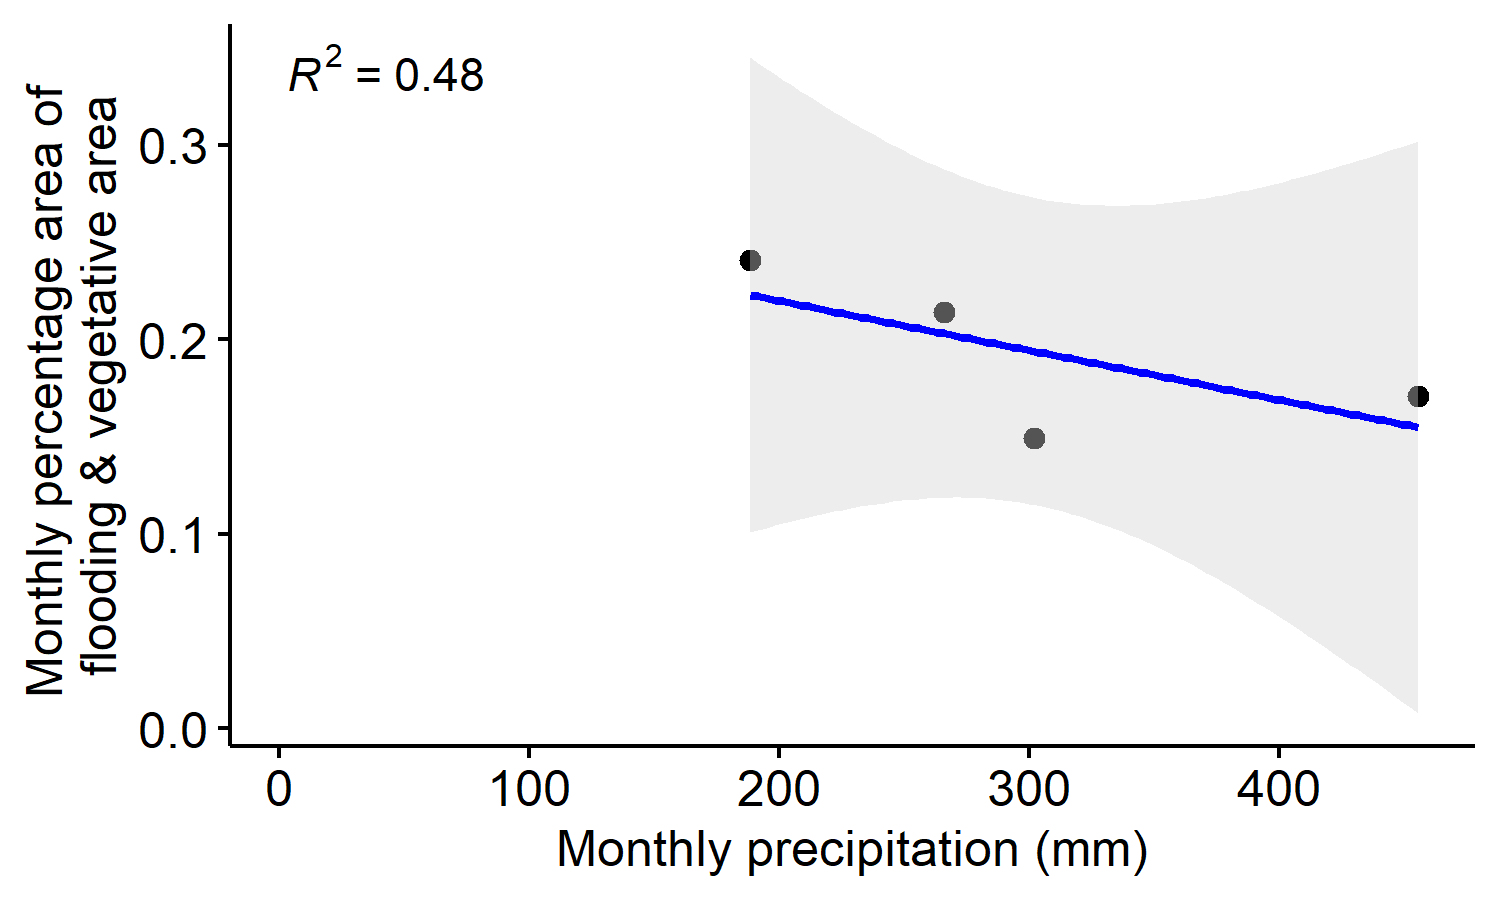 R² = 0.48
Monthly percentage area of
flooding & vegetative area
0.3
0.2
0.1
0.0
0 100 200 300 400
Monthly precipitation (mm)